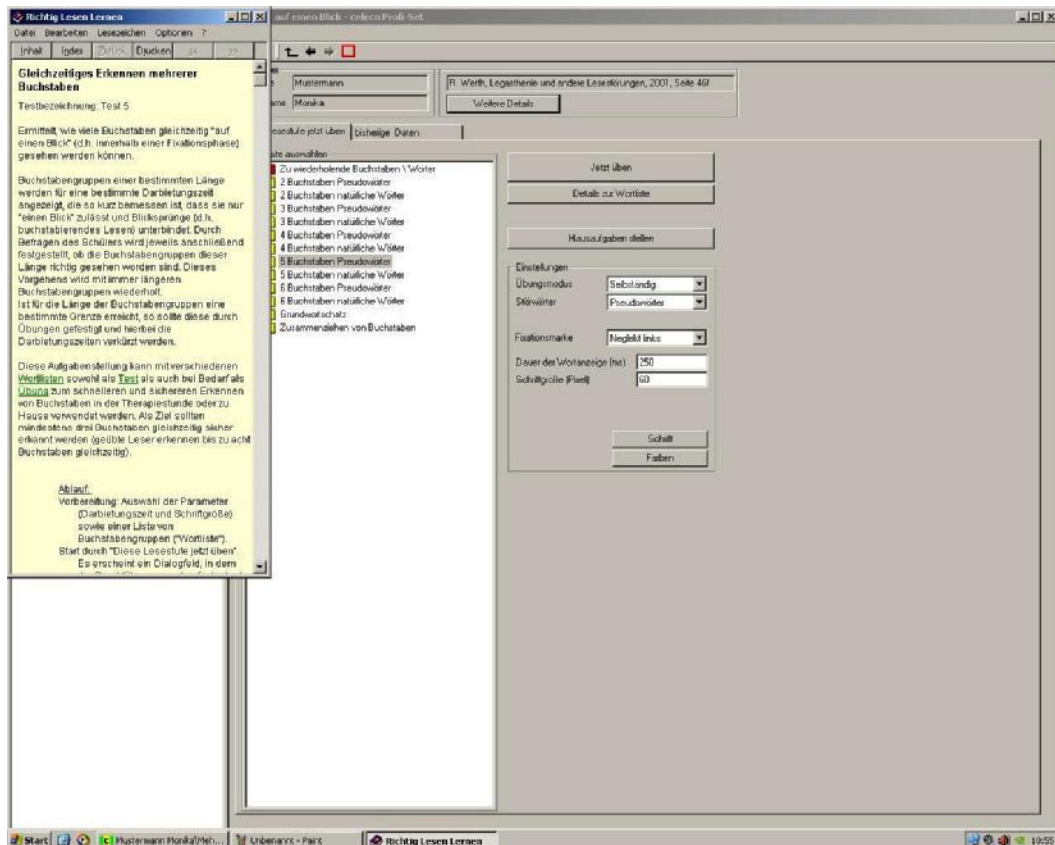 Richtig Lesen Lernen
Datei Bearbeiten Lesezeichen Optionen ?
Inhalt Index Zurück Drucken << >>
Gleichzeitiges Erkennen mehrerer
Buchstaben
Testbezeichnung: Test 5
Ermittelt, wie viele Buchstaben gleichzeitig "auf
einen Blick" (d.h. innerhalb einer Fixationsphase)
gesehen werden können.
Buchstabengruppen einer bestimmten Länge
werden für eine bestimmte Darbietungszeit
angezeigt, die so kurz bemessen ist, dass sie nur
"einen Blick" zulässt und Blicksprünge (d.h.
buchstabierendes Lesen) unterbindet. Durch
Befragen des Schülers wird jeweils anschließend
festgestellt, ob die Buchstabengruppen dieser
Länge richtig gesehen worden sind. Dieses
Vorgehen wird mit immer längeren
Buchstabengruppen wiederholt.
Ist für die Länge der Buchstabengruppen eine
bestimmte Grenze erreicht, so sollte diese durch
Übungen gefestigt und hierbei die
Darbietungszeiten verkürzt werden.
Diese Aufgabenstellung kann mit verschiedenen
Wortlisten sowohl als Test als auch bei Bedarf als
Übung zum schnelleren und sichereren Erkennen
von Buchstaben in der Therapiestunde oder zu
Hause verwendet werden. Als Ziel sollten
mindestens drei Buchstaben gleichzeitig sicher
erkannt werden (geübte Leser erkennen bis zu acht
Buchstaben gleichzeitig).
Ablauf:
Vorbereitung: Auswahl der Parameter
(Darbietungszeit und Schriftgröße)
sowie einer Liste von
Buchstabengruppen ("Wortliste").
Start durch "Diese Lesestufe jetzt üben".
Es erscheint ein Dialogfeld, in dem
auf einen Blick - celeco Profi-Set
Mustermann
Monika
R. Werth, Legasthenie und andere Lesestörungen, 2001, Seite 46f
Weitere Details
Lesestufe jetzt üben bisherige Daten
auswählen
Zu wiederholende Buchstaben \ Wörter
2 Buchstaben Pseudowörter
2 Buchstaben natürliche Wörter
3 Buchstaben Pseudowörter
3 Buchstaben natürliche Wörter
4 Buchstaben Pseudowörter
4 Buchstaben natürliche Wörter
5 Buchstaben Pseudowörter
5 Buchstaben natürliche Wörter
6 Buchstaben Pseudowörter
6 Buchstaben natürliche Wörter
Grundwortschatz
Zusammenziehen von Buchstaben
Jetzt üben
Details zur Wortliste
Hausaufgaben stellen
Einstellungen
Übungsmodus Selbständig
Störwörter Pseudowörter
Fixationsmarke Neglekt links
Dauer der Wortanzeige (ms) 250
Schriftgröße (Pixel) 60
Schrift
Farben
Start Mustermann Monika\Meh... Unbenannt - Paint Richtig Lesen Lernen 10:55